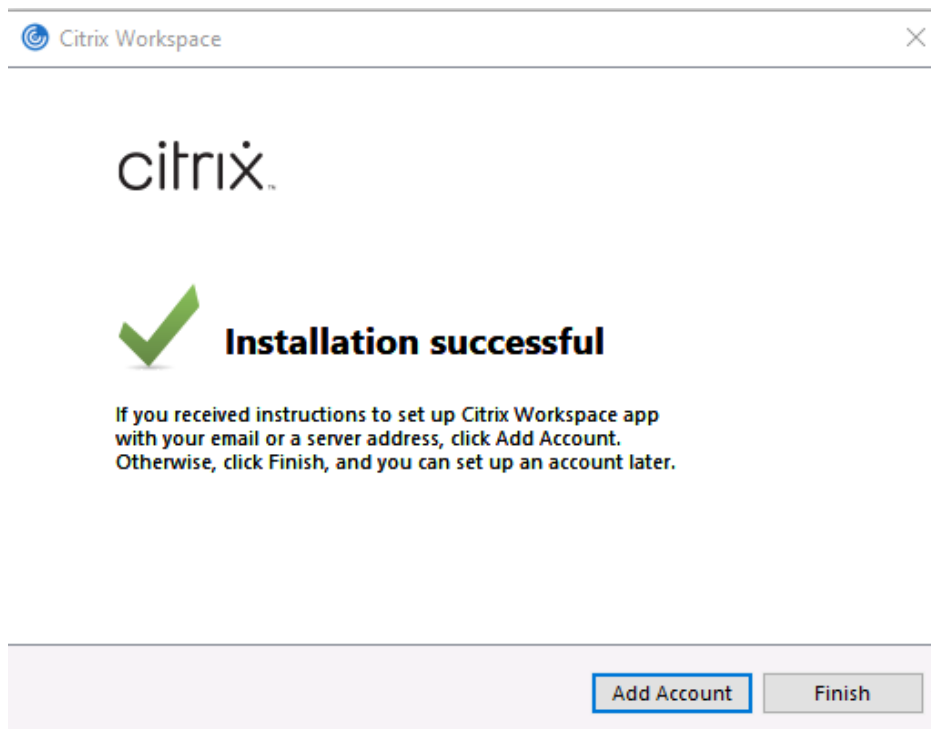 Citrix Workspace
citrix™
Installation successful
If you received instructions to set up Citrix Workspace app
with your email or a server address, click Add Account.
Otherwise, click Finish, and you can set up an account later.
Add Account
Finish